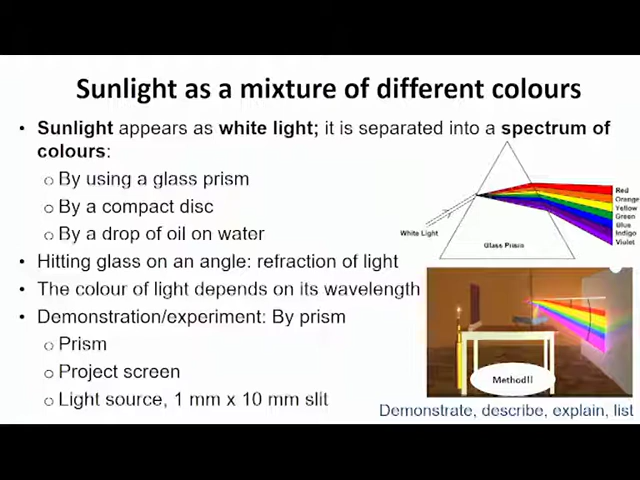 Sunlight as a mixture of different colours
• Sunlight appears as white light; it is separated into a spectrum of
colours:
o By using a glass prism
o By a compact disc
o By a drop of oil on water
• Hitting glass on an angle: refraction of light
• The colour of light depends on its wavelength
• Demonstration/experiment: By prism
o Prism
o Project screen
o Light source, 1 mm x 10 mm slit
White Light
Glass Prism
Red
Orange
Yellow
Green
Blue
Indigo
Violet
MethodII
Demonstrate, describe, explain, list